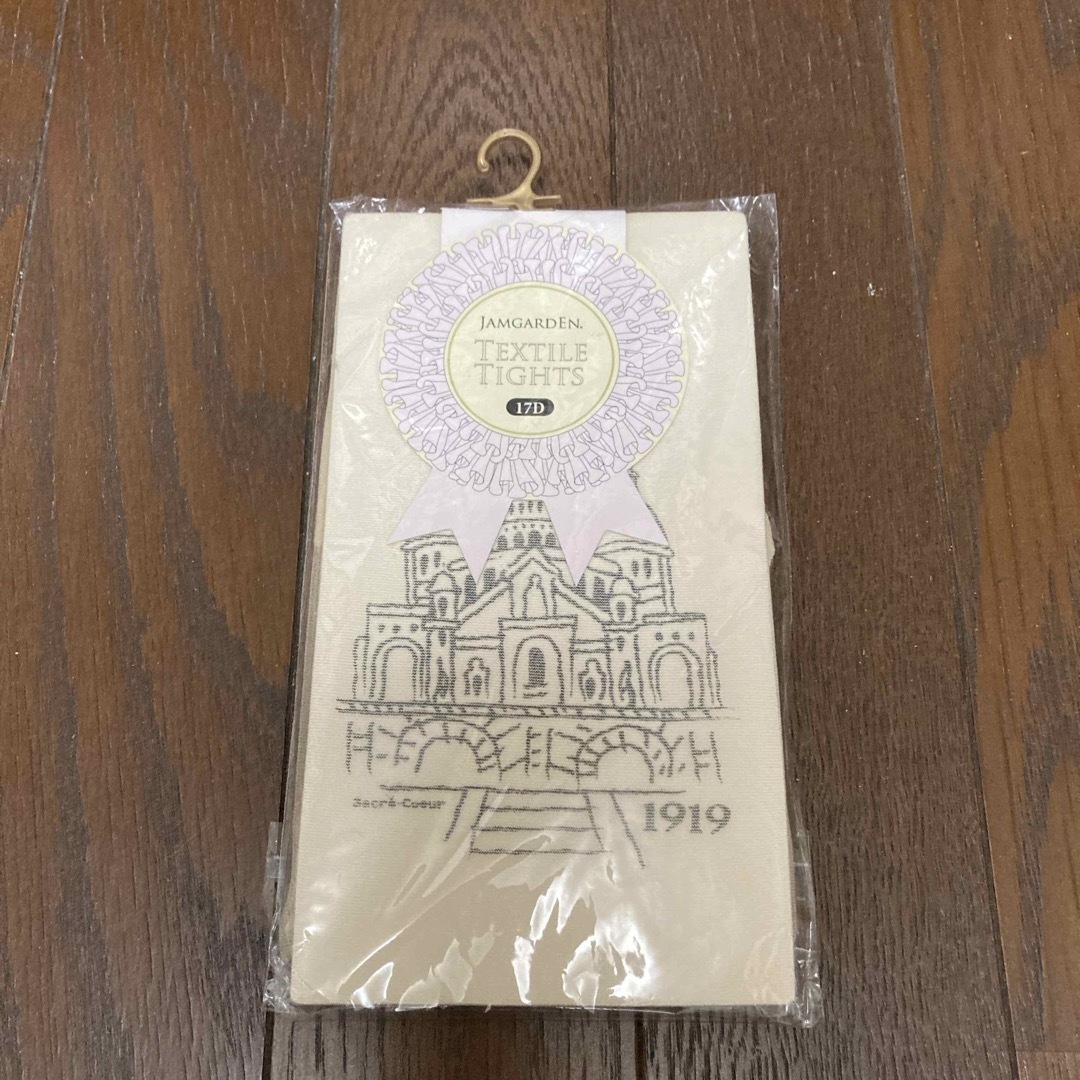 JAMGARDEN.
TEXTILE
TIGHTS
17D
Sacré-Coeur
1919